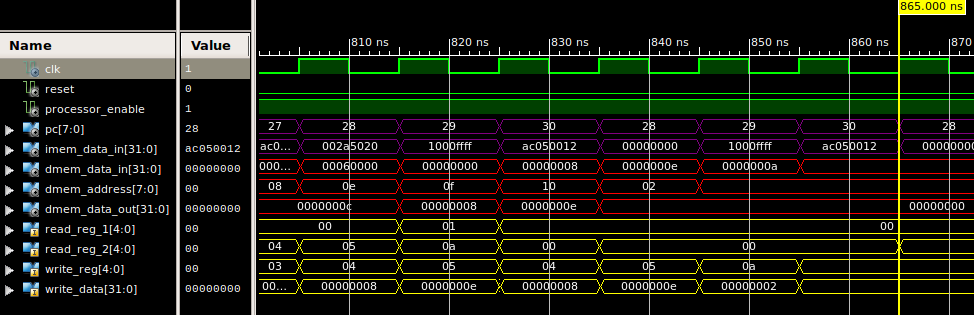 865.000 ns
Name Value 810 ns 820 ns 830 ns 840 ns 850 ns 860 ns 870
clk 1
reset 0
processor_enable 1
pc[7:0] 28 27 28 29 30 28 29 30 28
imem_data_in[31:0] ac050012 ac0... 002a5020 1000ffff ac050012 00000000 1000ffff ac050012 0000000
dmem_data_in[31:0] 00000000 000... 00060000 00000000 00000008 0000000e 0000000a
dmem_address[7:0] 00 08 0e 0f 10 02
dmem_data_out[31:0] 00000000 0000000c 00000008 0000000e 00000000
read_reg_1[4:0] 00 00 01 00
read_reg_2[4:0] 00 04 05 0a 00 00
write_reg[4:0] 00 03 04 05 04 05 0a
write_data[31:0] 00000000 00... 00000008 0000000e 00000008 0000000e 00000002